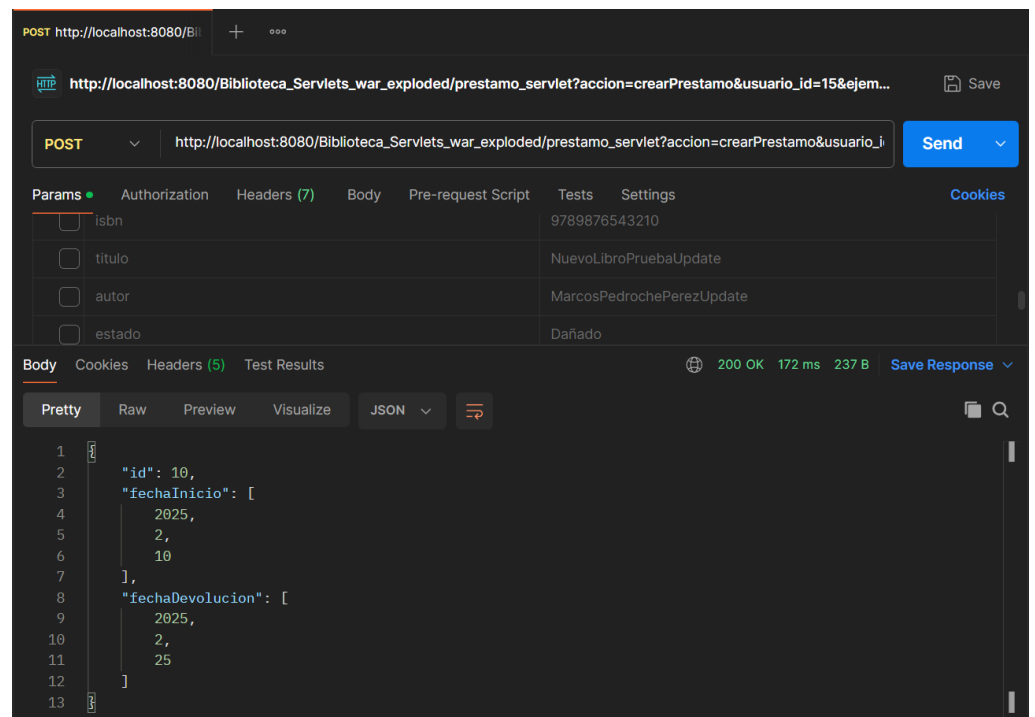 POST http://localhost:8080/Bil
http://localhost:8080/Biblioteca_Servlets_war_exploded/prestamo_servlet?accion=crearPrestamo&usuario_id=15&ejem...
Save
POST
http://localhost:8080/Biblioteca_Servlets_war_exploded/prestamo_servlet?accion=crearPrestamo&usuario_i
Send
Params Authorization Headers (7) Body Pre-request Script Tests Settings Cookies
isbn 9789876543210
titulo NuevoLibroPruebaUpdate
autor MarcosPedrochePerezUpdate
estado Dañado
Body Cookies Headers (5) Test Results 200 OK 172 ms 237 B Save Response
Pretty Raw Preview Visualize JSON
1 {
2 "id": 10,
3 "fechaInicio": [
4 2025,
5 2,
6 10
7 ],
8 "fechaDevolucion": [
9 2025,
10 2,
11 25
12 ]
13 }